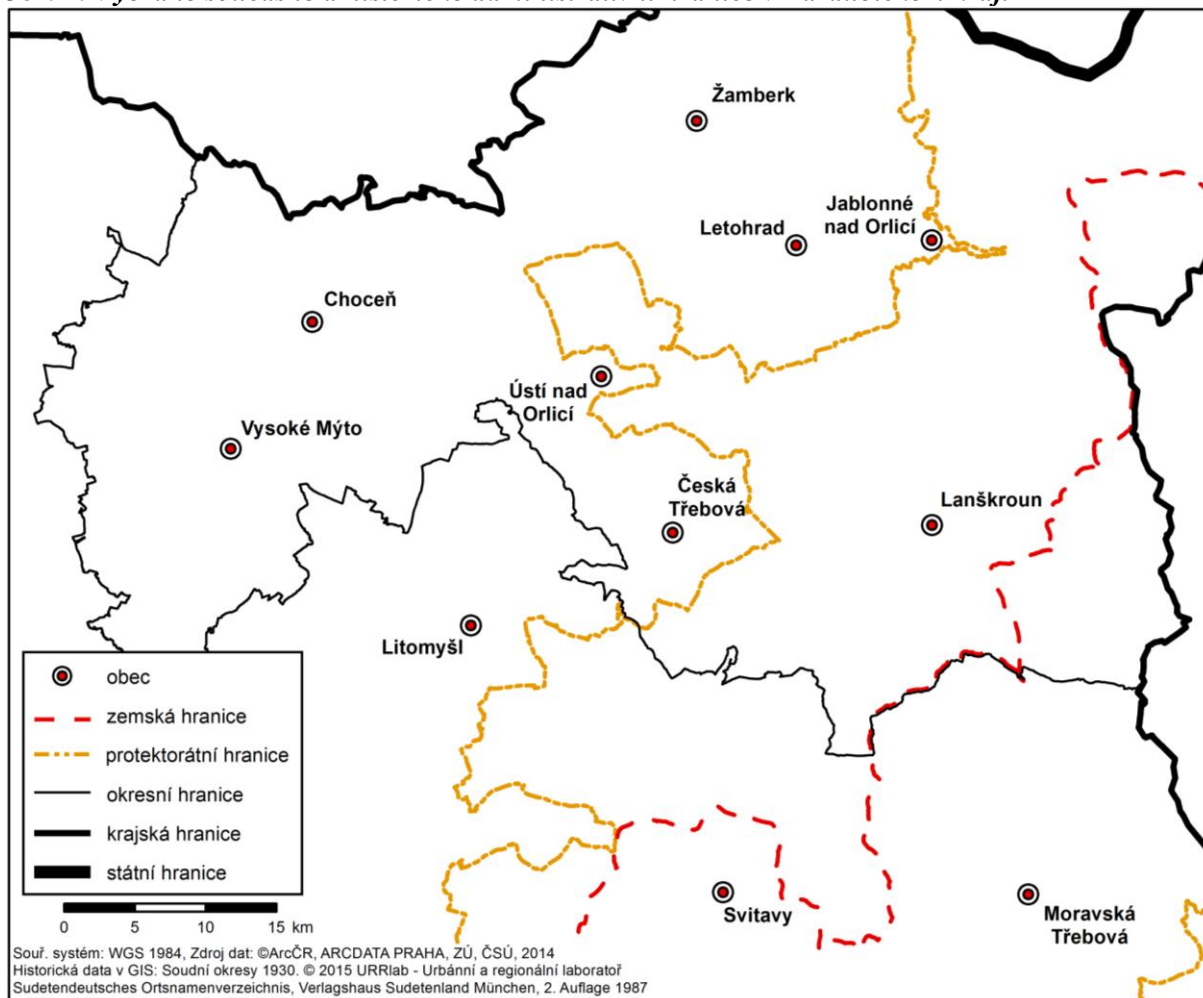 Žamberk
Jablonné
nad Orlicí
Letohrad
Choceň
Ústí nad
Orlicí
Vysoké Mýto
Česká
Třebová
Lanškroun
Litomyšl
obec
zemská hranice
protektorátní hranice
okresní hranice
krajská hranice
státní hranice
0 5 10 15 km
Svitavy
Moravská
Třebová
Souř. systém: WGS 1984, Zdroj dat: ©ArcČR, ARCDATA PRAHA, ZÚ, ČSÚ, 2014
Historická data v GIS: Soudní okresy 1930. © 2015 URRlab - Urbánní a regionální laboratoř
Sudetendeutsches Ortsnamenverzeichnis, Verlagshaus Sudetenland München, 2. Auflage 1987